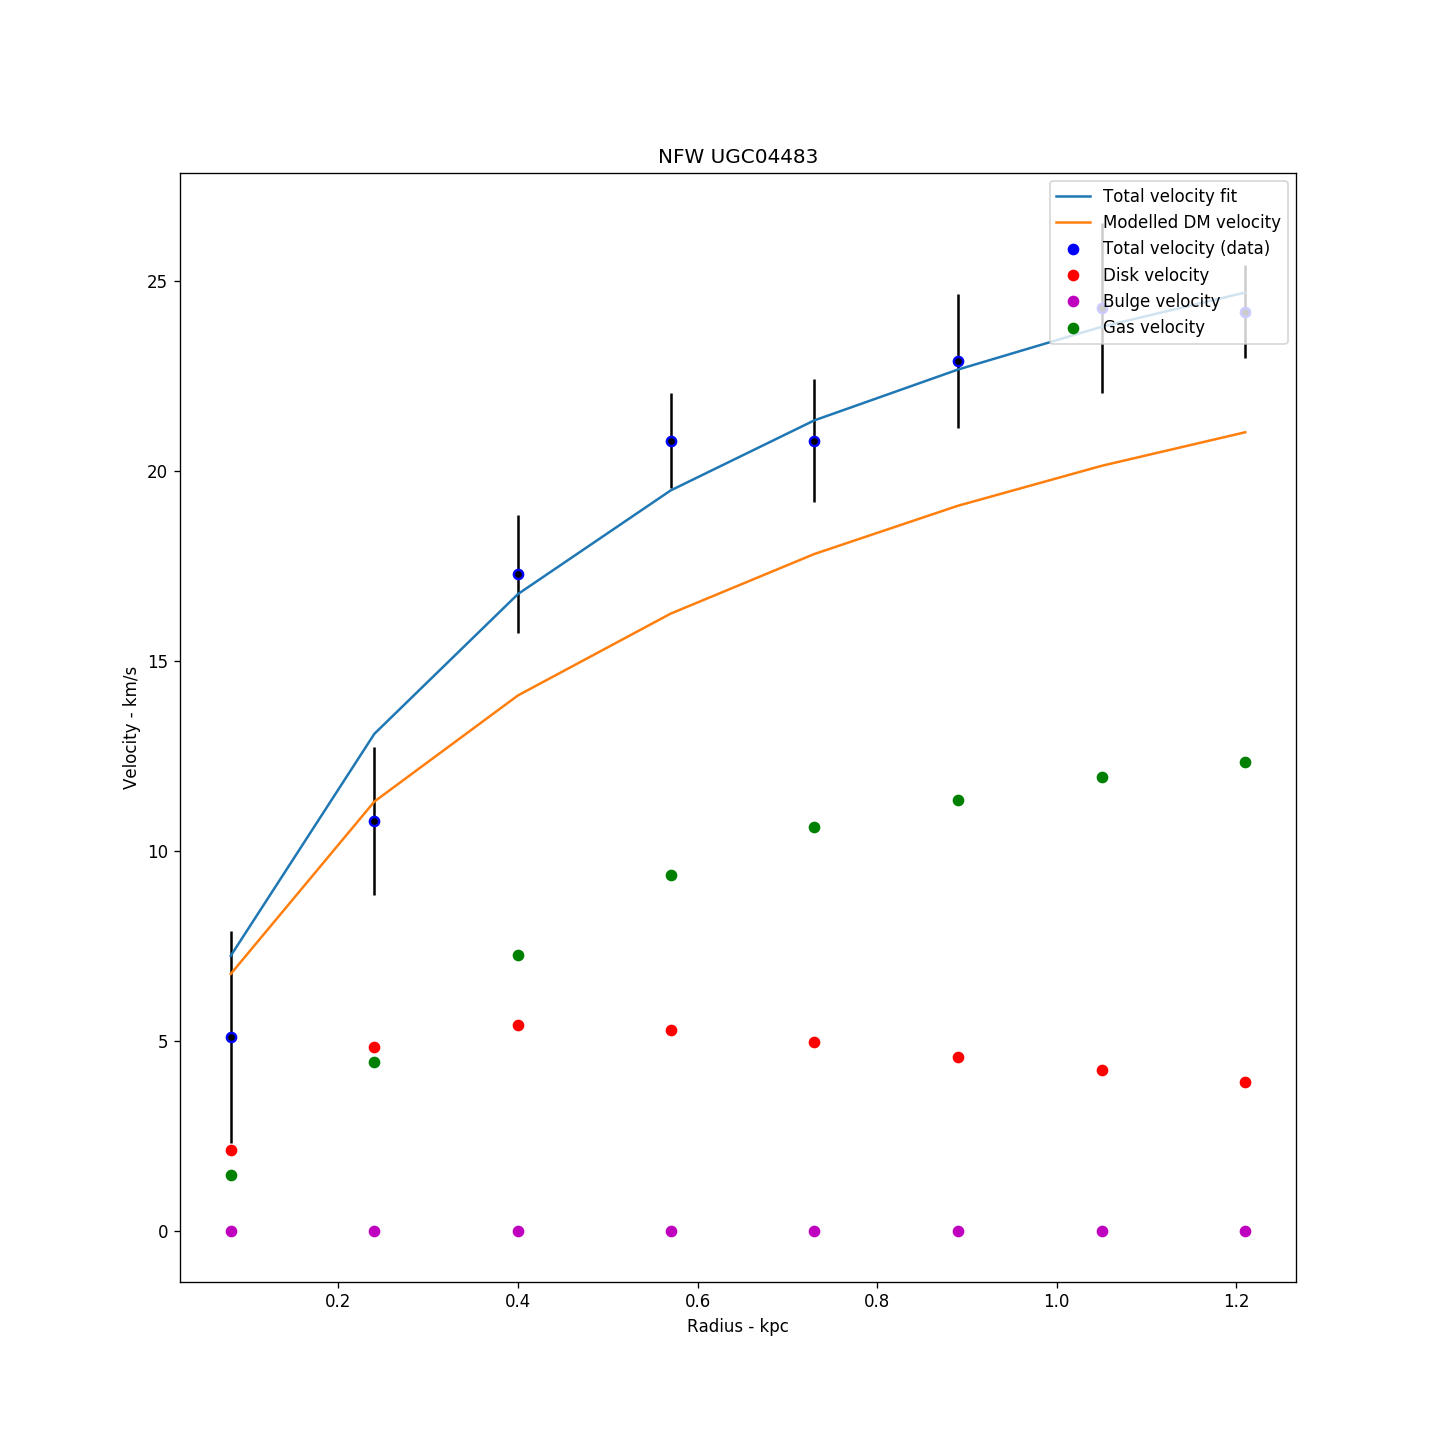 NFW UGC04483
Total velocity fit
Modelled DM velocity
Total velocity (data)
Disk velocity
Bulge velocity
Gas velocity
25
20
15
10
5
0
Velocity - km/s
0.2 0.4 0.6 0.8 1.0 1.2
Radius - kpc